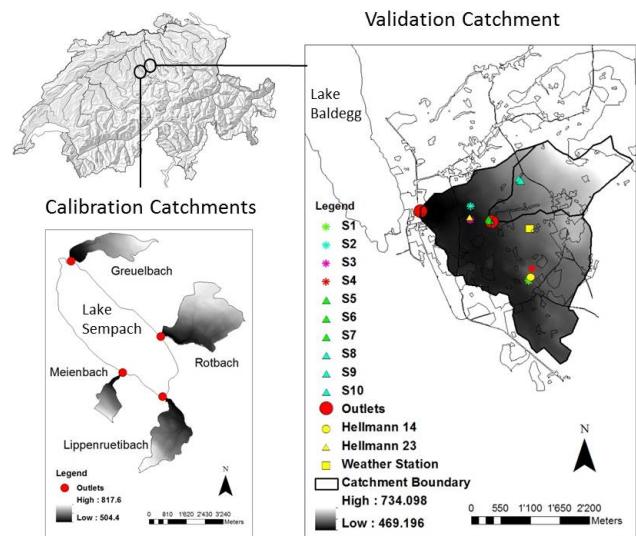 Validation Catchment
Lake
Baldegg
Legend
S1
S2
S3
S4
S5
S6
S7
S8
S9
S10
Outlets
Hellmann 14
Hellmann 23
Weather Station
Catchment Boundary
High : 734.098
Low : 469.196
N
0 550 1'100 1'650 2'200
Meters
Calibration Catchments
Greuelbach
Lake
Sempach
Rotbach
Meienbach
Lippenruetibach
Legend
Outlets
High : 817.6
Low : 504.4
N
0 810 1'620 2'430 3'240
Meters